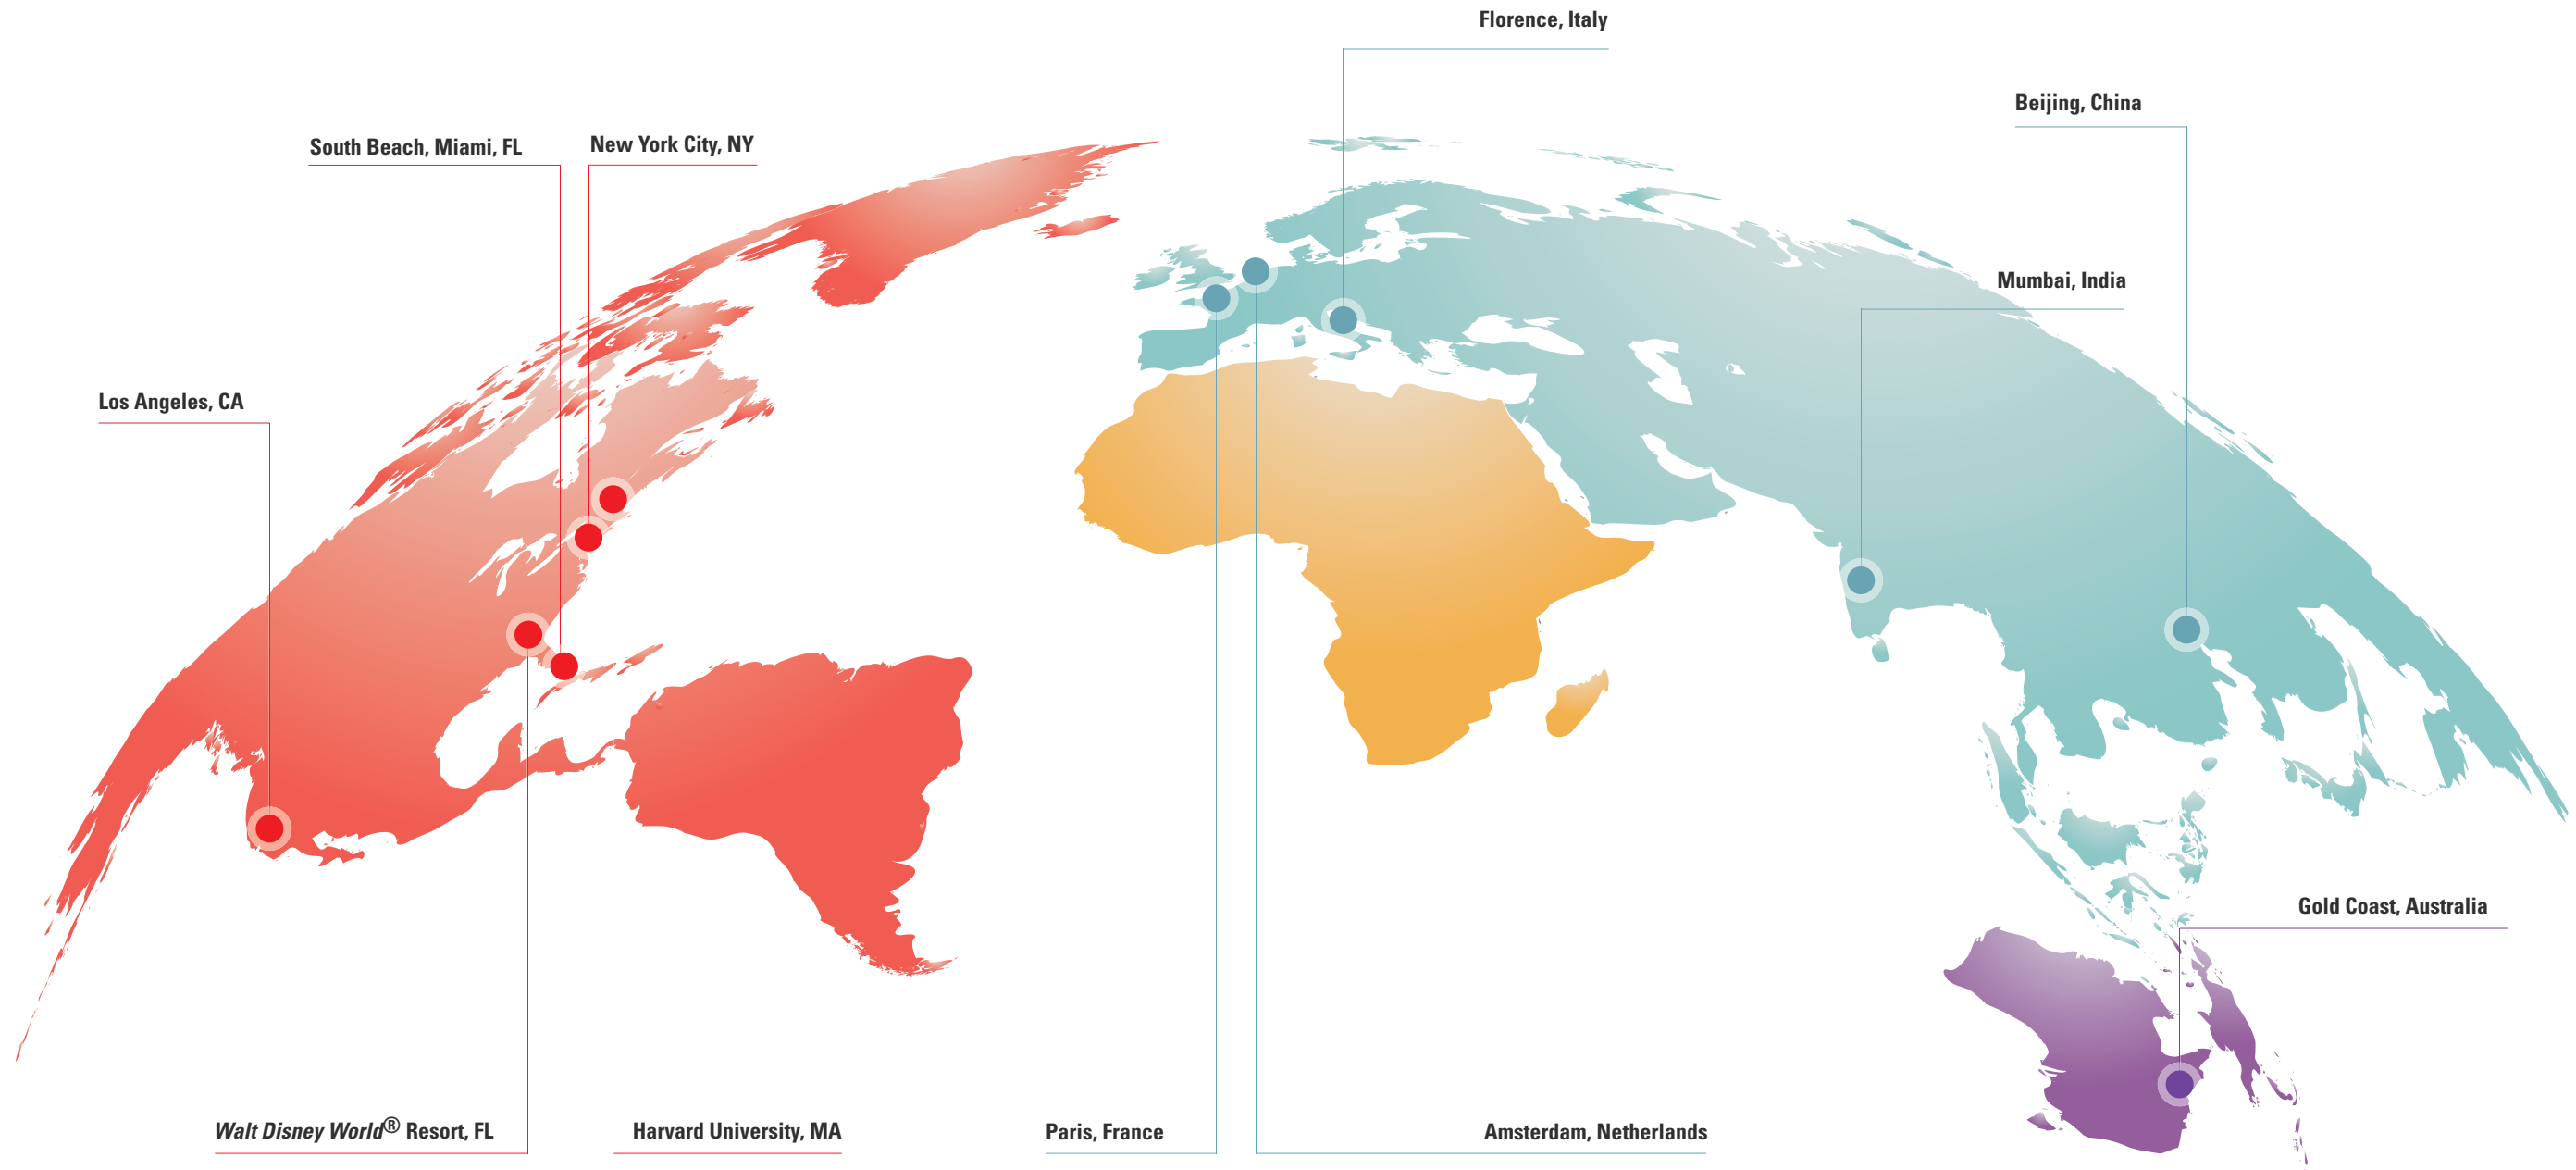 Florence, Italy
Beijing, China
South Beach, Miami, FL
New York City, NY
Mumbai, India
Los Angeles, CA
Gold Coast, Australia
Walt Disney World® Resort, FL
Harvard University, MA
Paris, France
Amsterdam, Netherlands